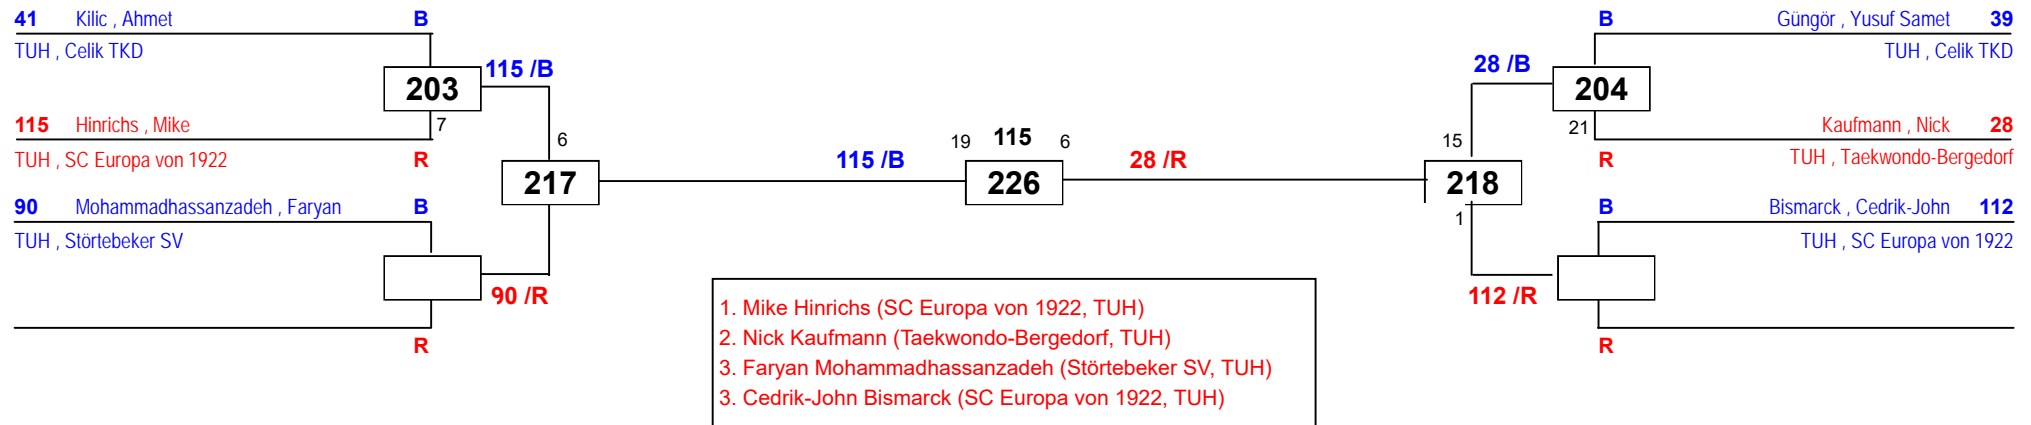 41 Kilic , Ahmet B
TUH , Celik TKD
203
115 /B
7
115 Hinrichs , Mike
TUH , SC Europa von 1922 R
6
217
90 Mohammadhassanzadeh , Faryan B
TUH , Störtebeker SV
90 /R
R
115 /B
19 115 6
226
28 /R
B Güngör , Yusuf Samet 39
TUH , Celik TKD
28 /B
204
21
Kaufmann , Nick 28
R TUH , Taekwondo-Bergedorf
15
218
1
B Bismarck , Cedrik-John 112
TUH , SC Europa von 1922
112 /R
R
1. Mike Hinrichs (SC Europa von 1922, TUH)
2. Nick Kaufmann (Taekwondo-Bergedorf, TUH)
3. Faryan Mohammadhassanzadeh (Störtebeker SV, TUH)
3. Cedrik-John Bismarck (SC Europa von 1922, TUH)